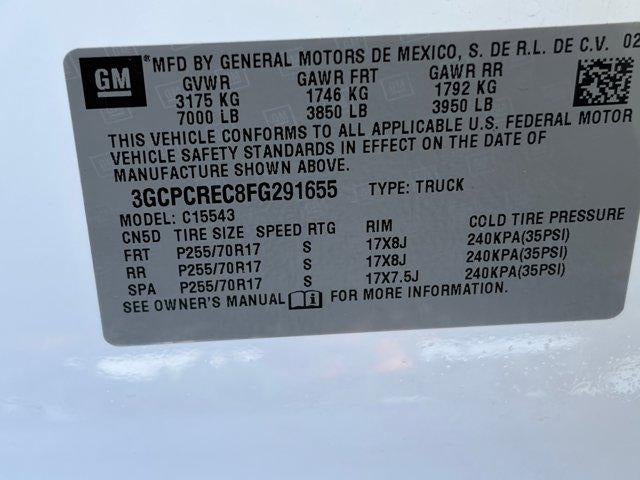 GM MFD BY GENERAL MOTORS DE MEXICO, S. DE R.L. DE C.V. 02
GVWR GAWR FRT GAWR RR
3175 KG 1746 KG 1792 KG
7000 LB 3850 LB 3950 LB
THIS VEHICLE CONFORMS TO ALL APPLICABLE U.S. FEDERAL MOTOR
VEHICLE SAFETY STANDARDS IN EFFECT ON THE DATE OF
MANUFACTURE SHOWN ABOVE.
3GCPCREC8FG291655 TYPE: TRUCK
MODEL: C15543
CN5D TIRE SIZE SPEED RTG RIM COLD TIRE PRESSURE
FRT P255/70R17 S 17X8J 240KPA(35PSI)
RR P255/70R17 S 17X8J 240KPA(35PSI)
SPA P255/70R17 S 17X7.5J 240KPA(35PSI)
SEE OWNER'S MANUAL FOR MORE INFORMATION.